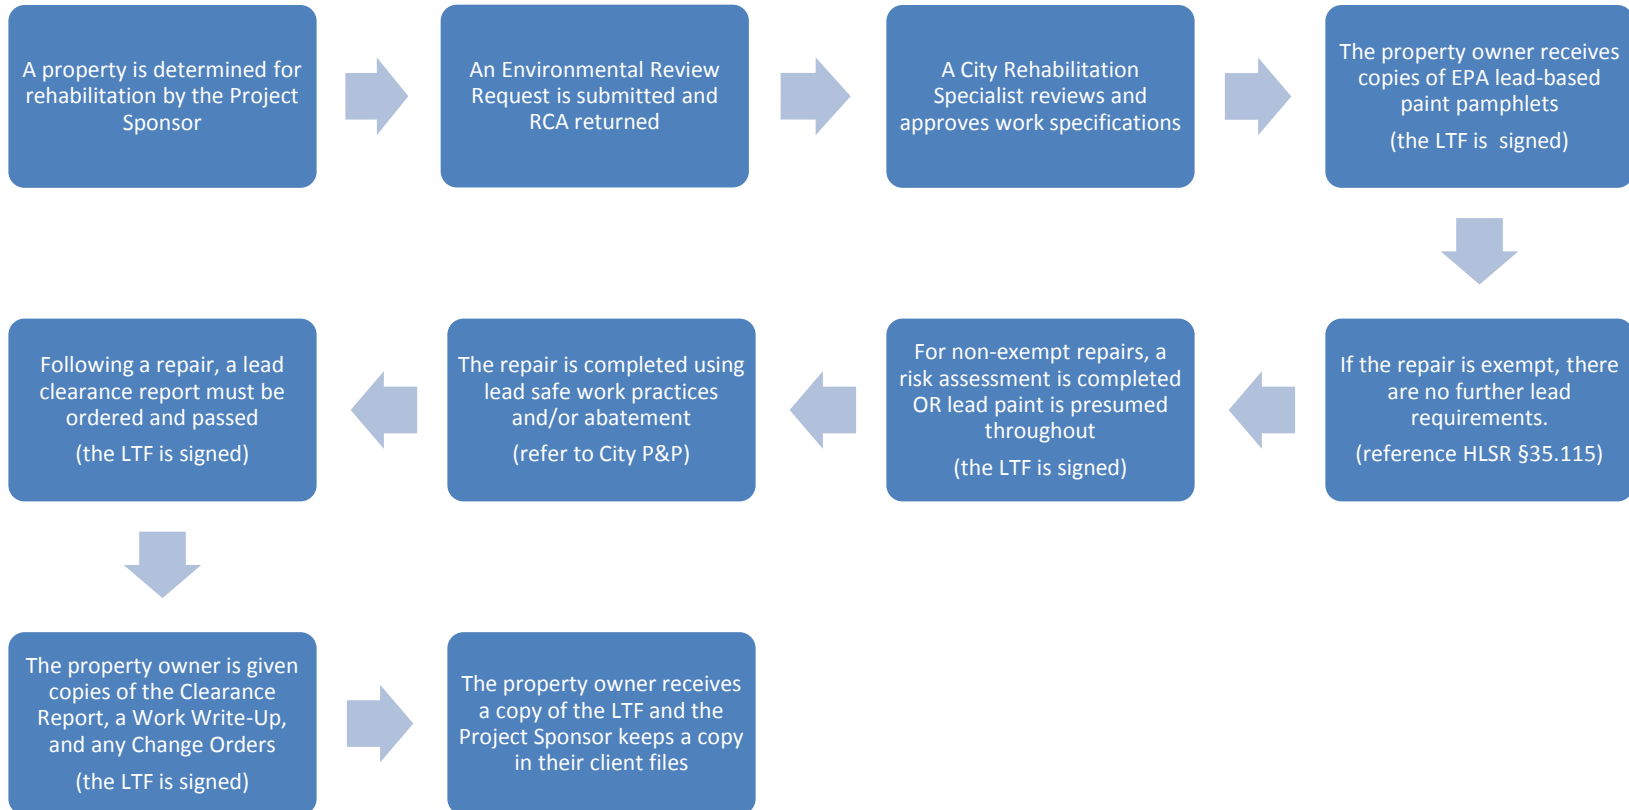 A property is determined for
rehabilitation by the Project
Sponsor
An Environmental Review
Request is submitted and
RCA returned
A City Rehabilitation
Specialist reviews and
approves work specifications
The property owner receives
copies of EPA lead-based
paint pamphlets
(the LTF is  signed)
If the repair is exempt, there
are no further lead
requirements.
(reference HLSR §35.115)
For non-exempt repairs, a
risk assessment is completed
OR lead paint is presumed
throughout
(the LTF is signed)
The repair is completed using
lead safe work practices
and/or abatement
(refer to City P&P)
Following a repair, a lead
clearance report must be
ordered and passed
(the LTF is signed)
The property owner is given
copies of the Clearance
Report, a Work Write-Up,
and any Change Orders
(the LTF is signed)
The property owner receives
a copy of the LTF and the
Project Sponsor keeps a copy
in their client files